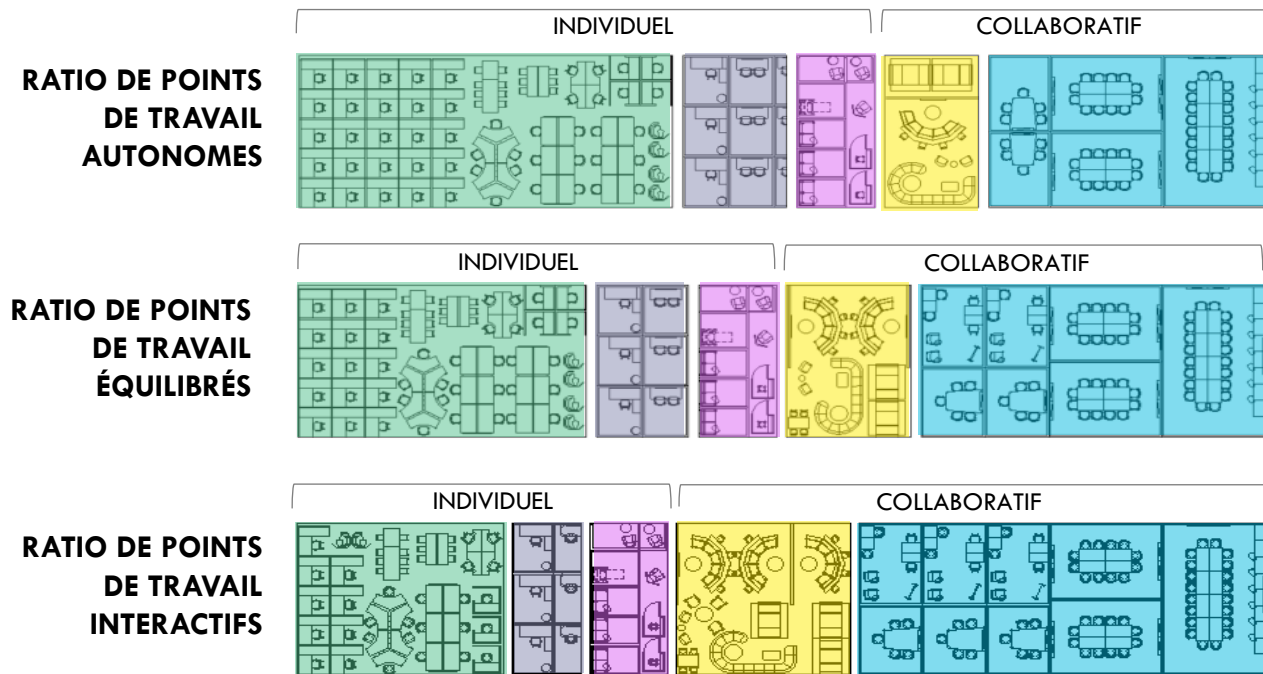 INDIVIDUEL
COLLABORATIF
RATIO DE POINTS
DE TRAVAIL
AUTONOMES
INDIVIDUEL
COLLABORATIF
RATIO DE POINTS
DE TRAVAIL
ÉQUILIBRÉS
INDIVIDUEL
COLLABORATIF
RATIO DE POINTS
DE TRAVAIL
INTERACTIFS